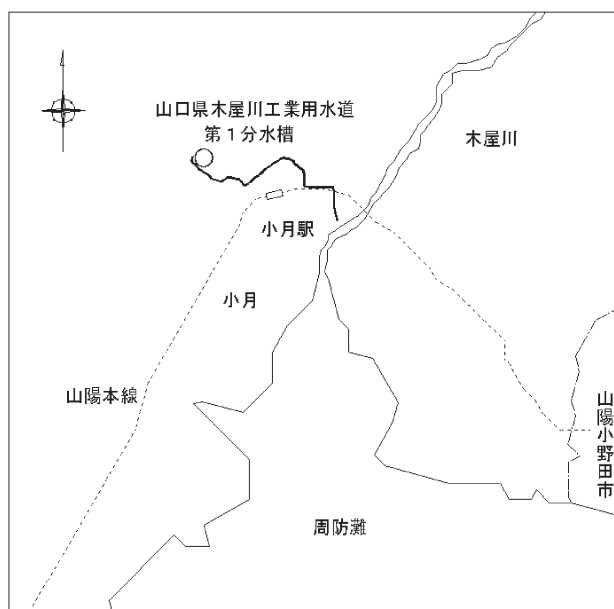 山口県木屋川工業用水道
第１分水槽
木屋川
小月駅
小月
山陽本線
山陽小野田市
周防灘